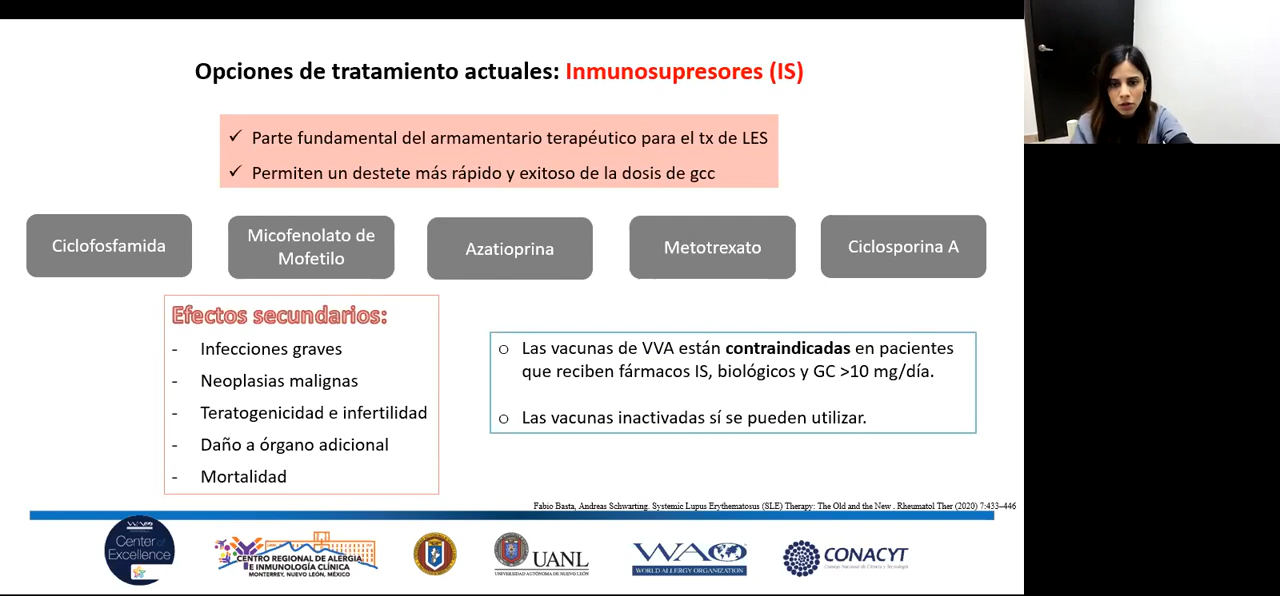 Opciones de tratamiento actuales: Inmunosupresores (IS)
✓ Parte fundamental del armamentario terapéutico para el tx de LES
✓ Permiten un destete más rápido y exitoso de la dosis de gcc
Ciclofosfamida
Micofenolato de
Mofetilo
Azatioprina
Metotrexato
Ciclosporina A
Efectos secundarios:
- Infecciones graves
- Neoplasias malignas
- Teratogenicidad e infertilidad
- Daño a órgano adicional
- Mortalidad
o Las vacunas de VVA están contraindicadas en pacientes
que reciben fármacos IS, biológicos y GC >10 mg/día.
o Las vacunas inactivadas sí se pueden utilizar.
Fabio Basta, Andreas Schwarting. Systemic Lupus Erythematosus (SLE) Therapy: The Old and the New . Rheumatol Ther (2020) 7:433–446
WAO
Center of
Excellence
CENTRO REGIONAL DE ALERGIA
E INMUNOLOGÍA CLÍNICA
MONTERREY, NUEVO LEÓN, MÉXICO
UANL
UNIVERSIDAD AUTÓNOMA DE NUEVO LEÓN
WAO
WORLD ALLERGY ORGANIZATION
CONACYT
Consejo Nacional de Ciencia y Tecnología